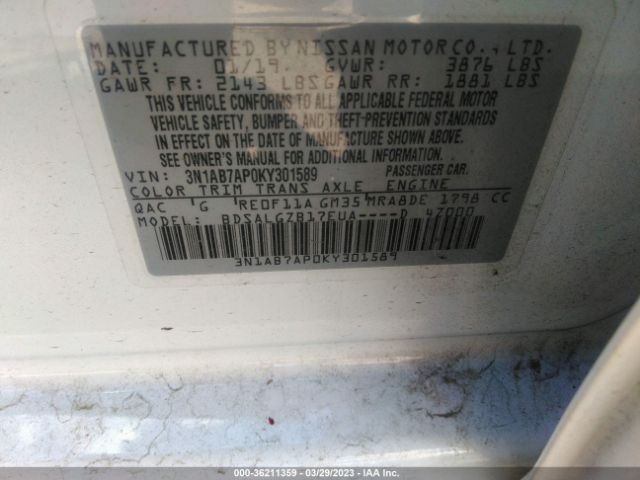 MANUFACTURED BY NISSAN MOTOR CO., LTD.
DATE: 01/19. GVWR: 3876 LBS
GAWR FR: 2143 LBS GAWR RR: 1881 LBS
THIS VEHICLE CONFORMS TO ALL APPLICABLE FEDERAL MOTOR
VEHICLE SAFETY, BUMPER AND THEFT-PREVENTION STANDARDS
IN EFFECT ON THE DATE OF MANUFACTURE SHOWN ABOVE.
SEE OWNER'S MANUAL FOR ADDITIONAL INFORMATION.
VIN: 3N1AB7AP0KY301589 PASSENGER CAR.
COLOR TRIM TRANS AXLE, ENGINE
QAC G RE0F11A GM35 MRA8DE 1798 CC
MODEL: BDSALGZB17EUA----D 4Z000
3N1AB7AP0KY301589
000-36211359 — 03/29/2023 — IAA Inc.